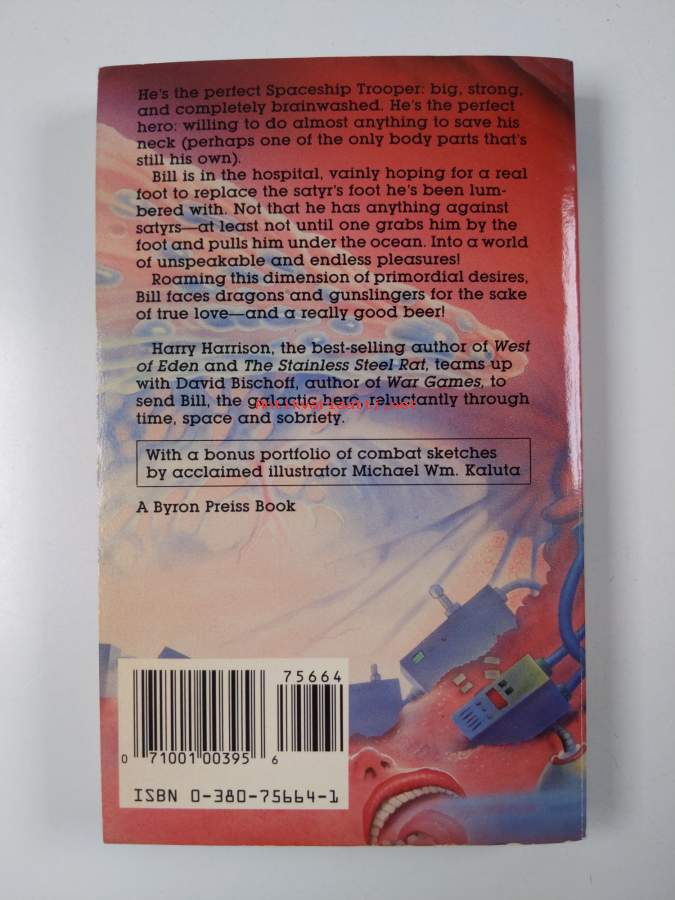 He's the perfect Spaceship Trooper: big, strong,
and completely brainwashed. He's the perfect
hero: willing to do almost anything to save his
neck (perhaps one of the only body parts that's
still his own).
Bill is in the hospital, vainly hoping for a real
foot to replace the satyr's foot he's been lum-
bered with. Not that he has anything against
satyrs—at least not until one grabs him by the
foot and pulls him under the ocean. Into a world
of unspeakable and endless pleasures!
Roaming this dimension of primordial desires,
Bill faces dragons and gunslingers for the sake
of true love—and a really good beer!
Harry Harrison, the best-selling author of West
of Eden and The Stainless Steel Rat, teams up
with David Bischoff, author of War Games, to
send Bill, the galactic hero, reluctantly through
time, space and sobriety.
With a bonus portfolio of combat sketches
by acclaimed illustrator Michael Wm. Kaluta
A Byron Preiss Book
75664
0 71001 00395 6
ISBN 0-380-75664-1